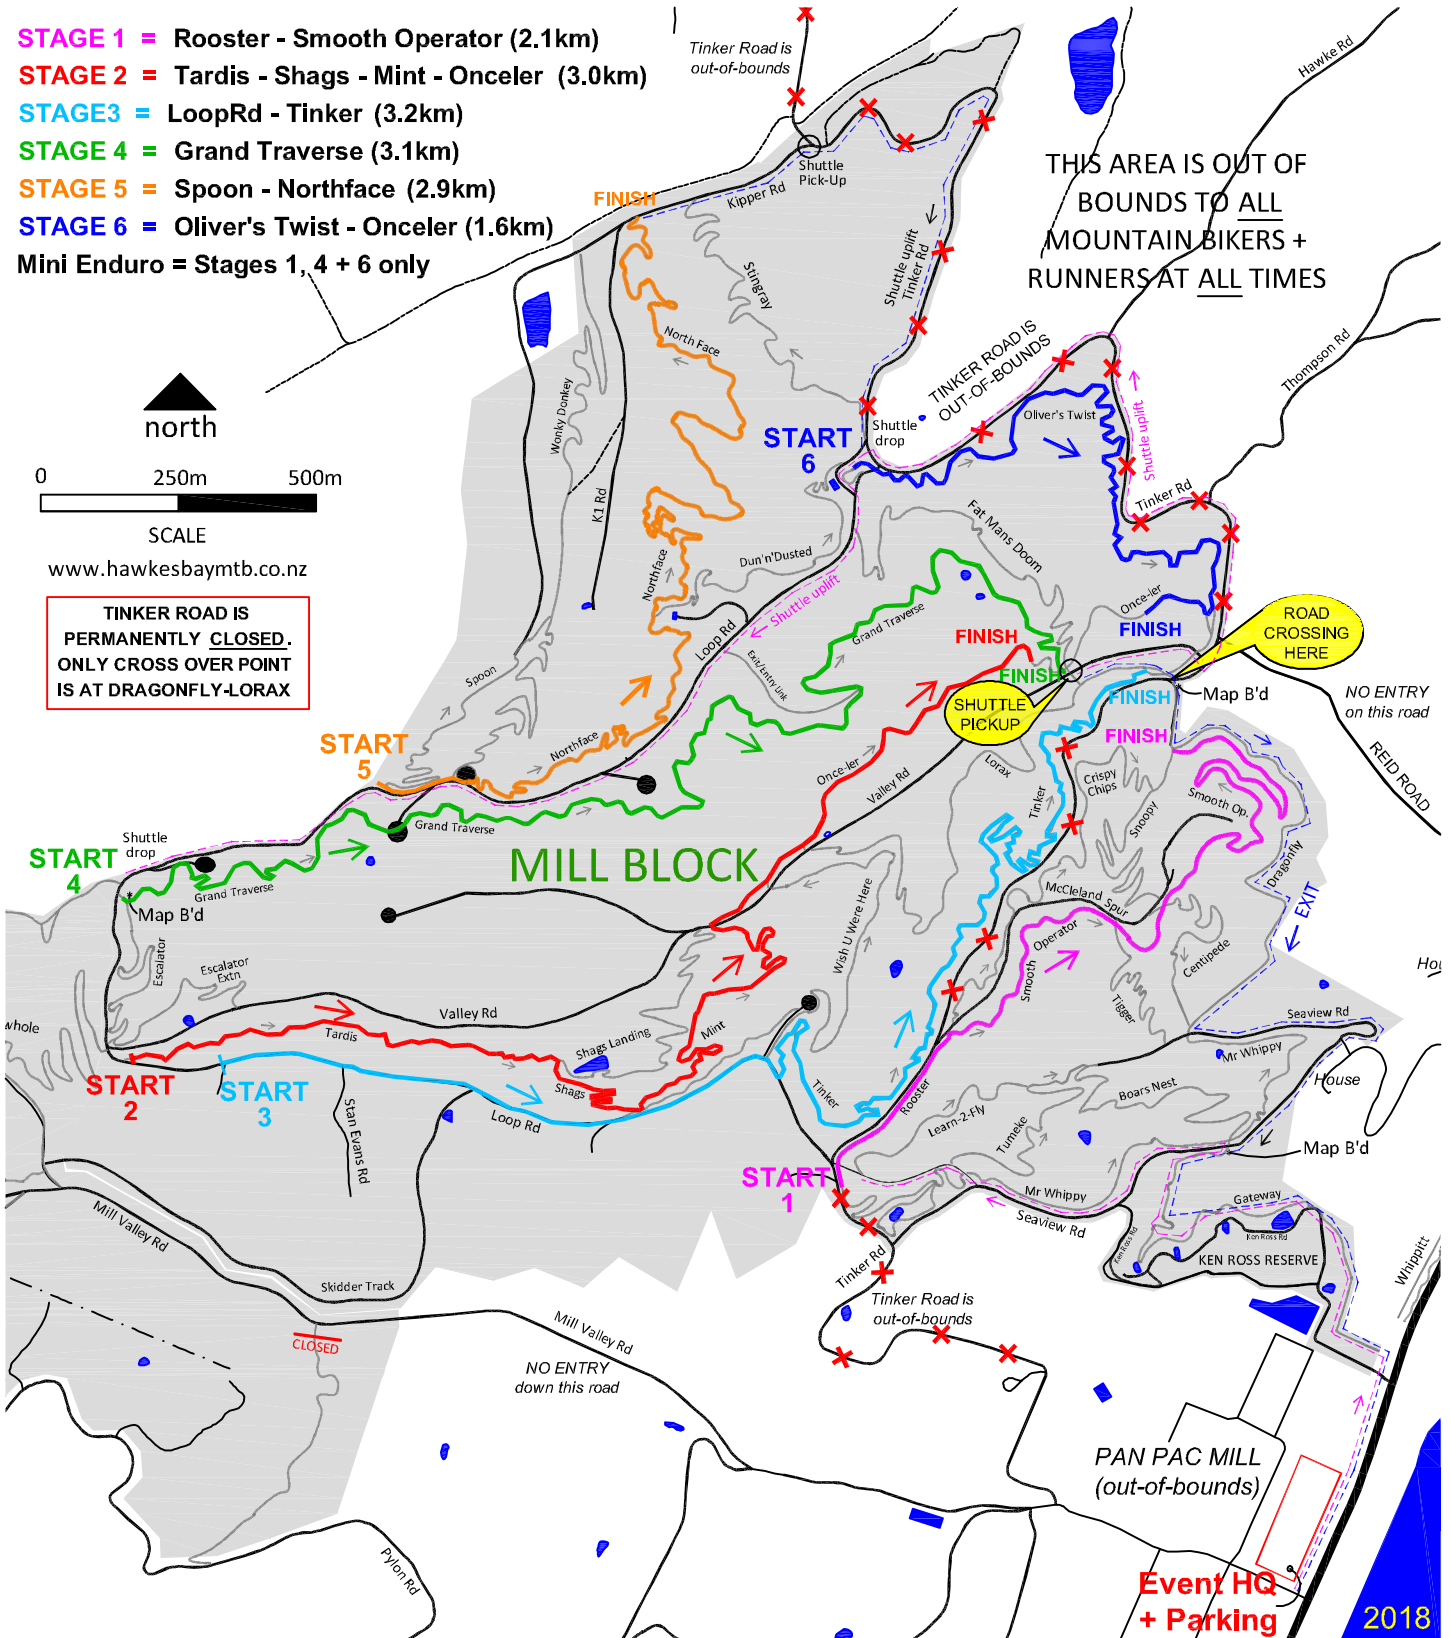 STAGE 1 = Rooster - Smooth Operator (2.1km)
STAGE 2 = Tardis - Shags - Mint - Onceler (3.0km)
STAGE3 = LoopRd - Tinker (3.2km)
STAGE 4 = Grand Traverse (3.1km)
STAGE 5 = Spoon - Northface (2.9km)
STAGE 6 = Oliver's Twist - Onceler (1.6km)
Mini Enduro = Stages 1, 4 + 6 only
Tinker Road is
out-of-bounds
Hawke Rd
Shuttle
Pick-Up
Kipper Rd
THIS AREA IS OUT OF
BOUNDS TO ALL
MOUNTAIN BIKERS +
RUNNERS AT ALL TIMES
FINISH
Stingray
Shuttle uplift
Tinker Rd
North Face
TINKER ROAD IS
OUT-OF-BOUNDS
Thompson Rd
north
0 250m 500m
SCALE
www.hawkesbaymtb.co.nz
TINKER ROAD IS
PERMANENTLY CLOSED.
ONLY CROSS OVER POINT
IS AT DRAGONFLY-LORAX
Wonky Donkey
K1 Rd
START
6
Shuttle
drop
Oliver's Twist
Shuttle uplift
Tinker Rd
Fat Mans Doom
Dun'n'Dusted
Northface
Shuttle uplift
Loop Rd
Exit/Entry Link
Grand Traverse
Once-ler
FINISH
FINISH
FINISH
ROAD
CROSSING
HERE
SHUTTLE
PICKUP
FINISH
Map B'd
NO ENTRY
on this road
REID ROAD
FINISH
Spoon
START
5
Northface
Once-ler
Valley Rd
Lorax
Tinker
Crispy
Chips
Snoopy
Smooth Op.
Dragonfly
EXIT
Shuttle
drop
START
4
Grand Traverse
Grand Traverse
Map B'd
MILL BLOCK
McCleland Spur
Wish U Were Here
Smooth
Operator
Centipede
Tigger
Escalator
Escalator
Extn
whole
Valley Rd
Tardis
Shags Landing
Mint
Shags
START
2
START
3
Loop Rd
Stan Evans Rd
Tinker
Rooster
Learn-2-Fly
Tumeke
Boars Nest
Mr Whippy
Seaview Rd
House
Hou
Map B'd
START
1
Mr Whippy
Seaview Rd
Gateway
Ken Ross Rd
Ken Ross Rd
KEN ROSS RESERVE
Whippitt
Mill Valley Rd
Skidder Track
CLOSED
Tinker Rd
Tinker Road is
out-of-bounds
Mill Valley Rd
NO ENTRY
down this road
PAN PAC MILL
(out-of-bounds)
Pylon Rd
Event HQ
+ Parking
2018